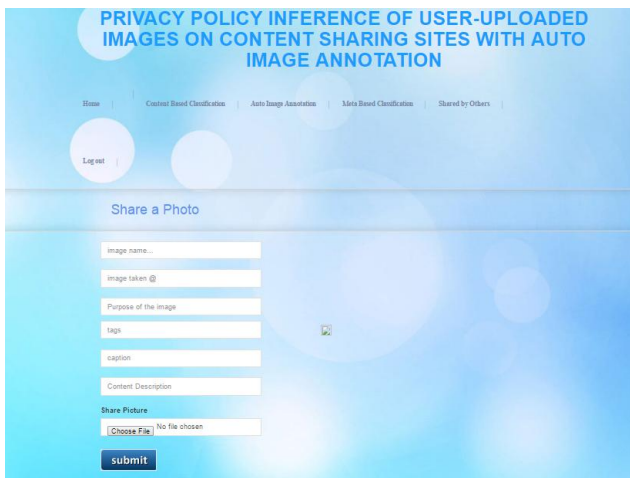 PRIVACY POLICY INFERENCE OF USER-UPLOADED
IMAGES ON CONTENT SHARING SITES WITH AUTO
IMAGE ANNOTATION
Home | Content Based Classification | Auto Image Annotation | Meta Based Classification | Shared by Others |
Log out |
Share a Photo
image name...
image taken @
Purpose of the image
tags
caption
Content Description
Share Picture
Choose File No file chosen
submit